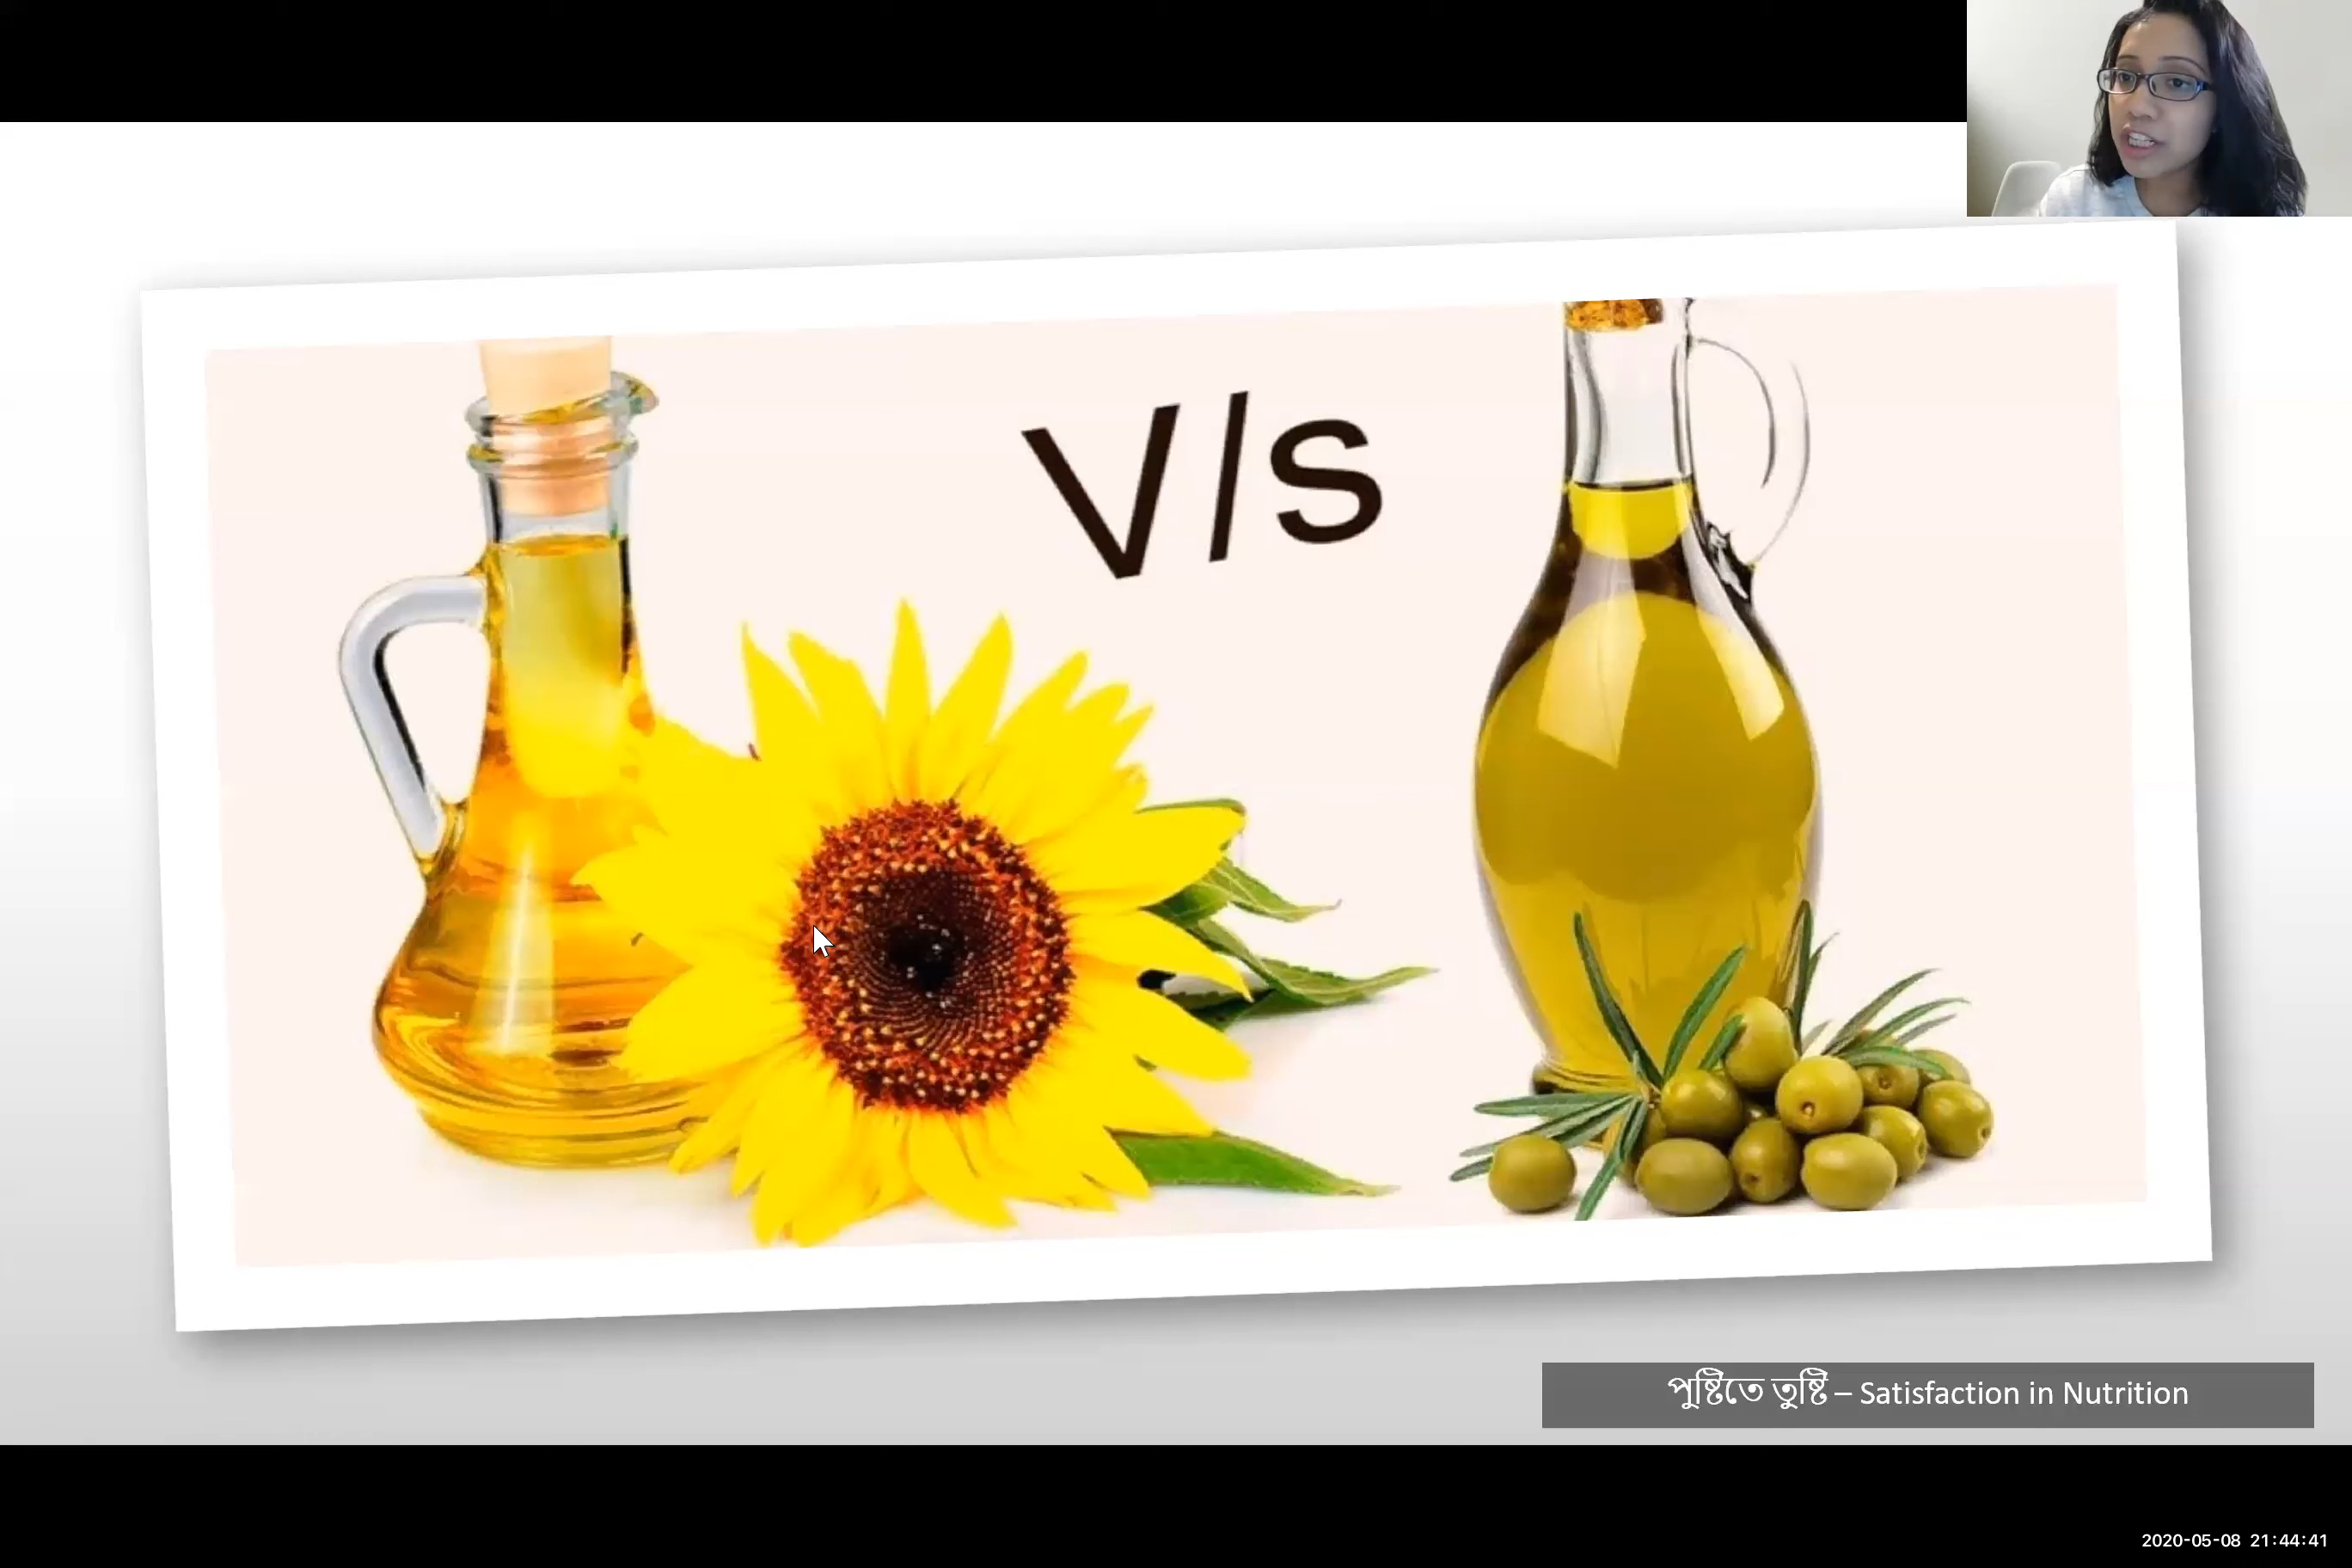 V/s
পুষ্টিতে তুষ্টি – Satisfaction in Nutrition
2020-05-08 21:44:41